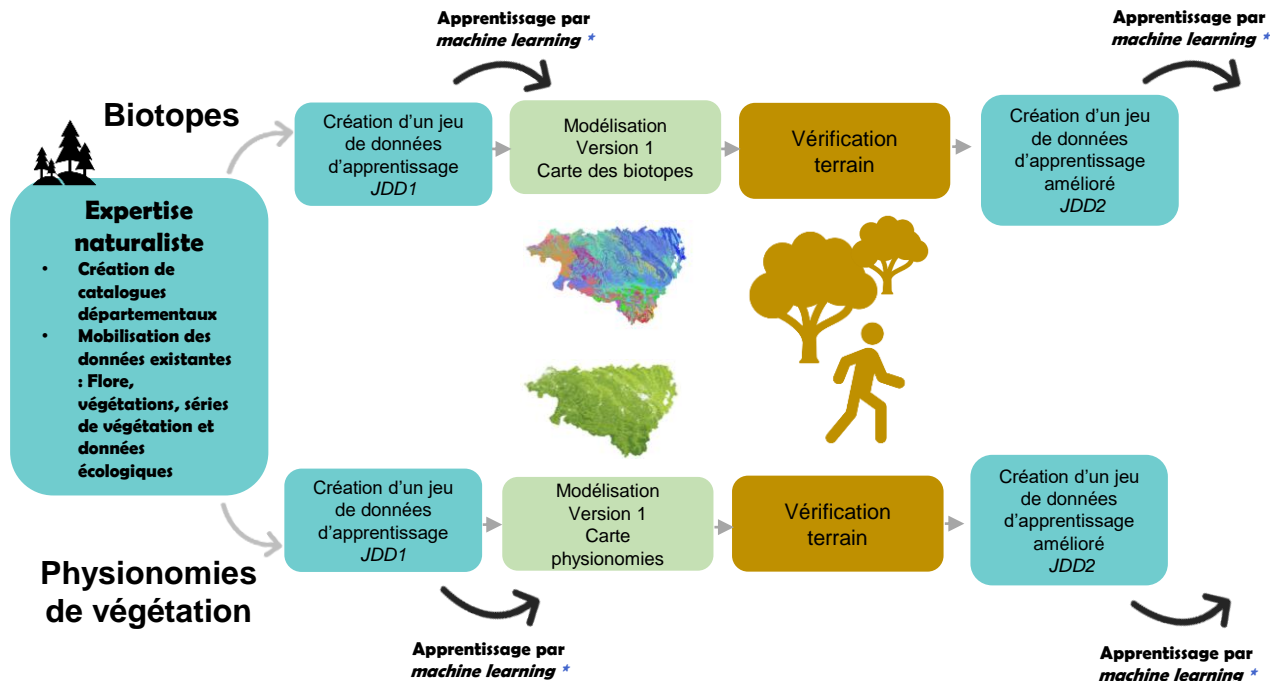 Apprentissage par
machine learning *
Apprentissage par
machine learning *
Biotopes
Création d'un jeu
de données
d'apprentissage
JDD1
Modélisation
Version 1
Carte des biotopes
Vérification
terrain
Création d'un jeu
de données
d'apprentissage
amélioré
JDD2
Expertise
naturaliste
• Création de
catalogues
départementaux
• Mobilisation des
données existantes
: Flore,
végétations, séries
de végétation et
données
écologiques
Physionomies
de végétation
Création d'un jeu
de données
d'apprentissage
JDD1
Modélisation
Version 1
Carte
physionomies
Vérification
terrain
Création d'un jeu
de données
d'apprentissage
amélioré
JDD2
Apprentissage par
machine learning *
Apprentissage par
machine learning *